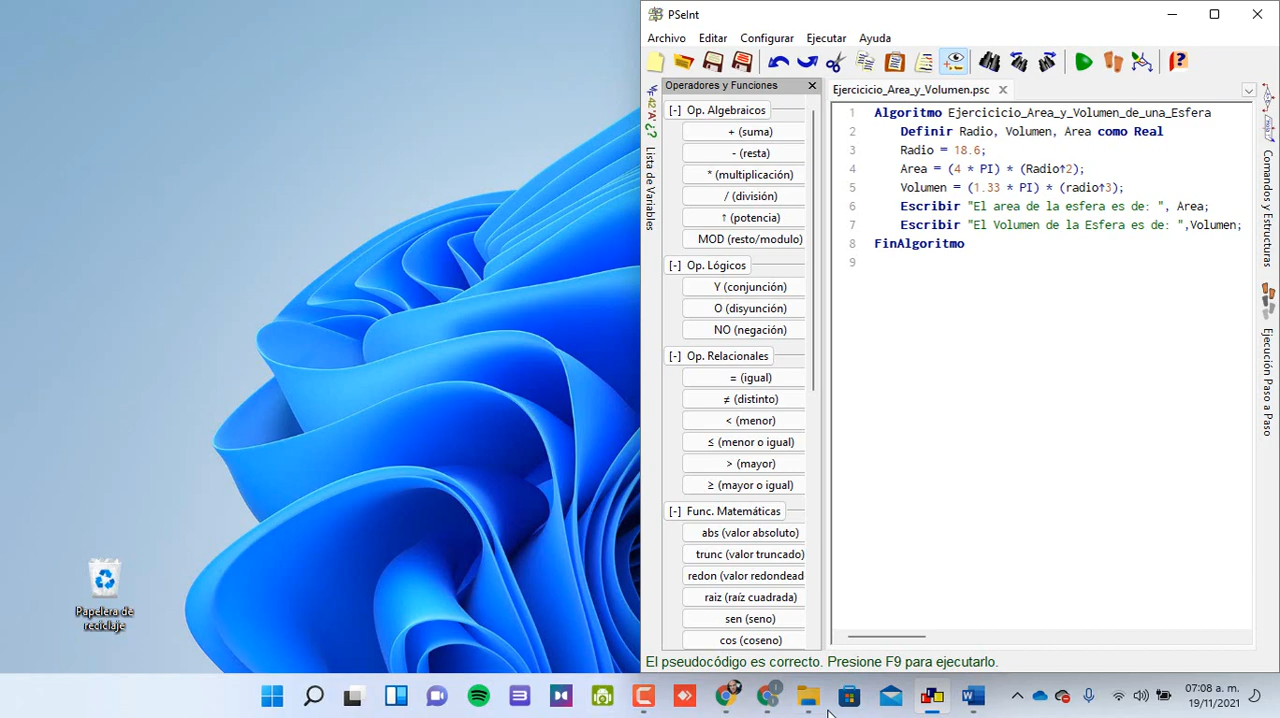 PSeInt
Archivo Editar Configurar Ejecutar Ayuda
Operadores y Funciones
Ejercicicio_Area_y_Volumen.psc
Lista de Variables
[-] Op. Algebraicos
+ (suma)
- (resta)
* (multiplicación)
/ (división)
↑ (potencia)
MOD (resto/modulo)
[-] Op. Lógicos
Y (conjunción)
O (disyunción)
NO (negación)
[-] Op. Relacionales
= (igual)
≠ (distinto)
< (menor)
≤ (menor o igual)
> (mayor)
≥ (mayor o igual)
[-] Func. Matemáticas
abs (valor absoluto)
trunc (valor truncado)
redon (valor redondead
raiz (raíz cuadrada)
sen (seno)
cos (coseno)
1 Algoritmo Ejercicicio_Area_y_Volumen_de_una_Esfera
2 Definir Radio, Volumen, Area como Real
3 Radio = 18.6;
4 Area = (4 * PI) * (Radio↑2);
5 Volumen = (1.33 * PI) * (radio↑3);
6 Escribir "El area de la esfera es de: ", Area;
7 Escribir "El Volumen de la Esfera es de: ",Volumen;
8 FinAlgoritmo
9
Comandos y Estructuras
Ejecución Paso a Paso
El pseudocódigo es correcto. Presione F9 para ejecutarlo.
Papelera de
reciclaje
07:08 a. m.
19/11/2021